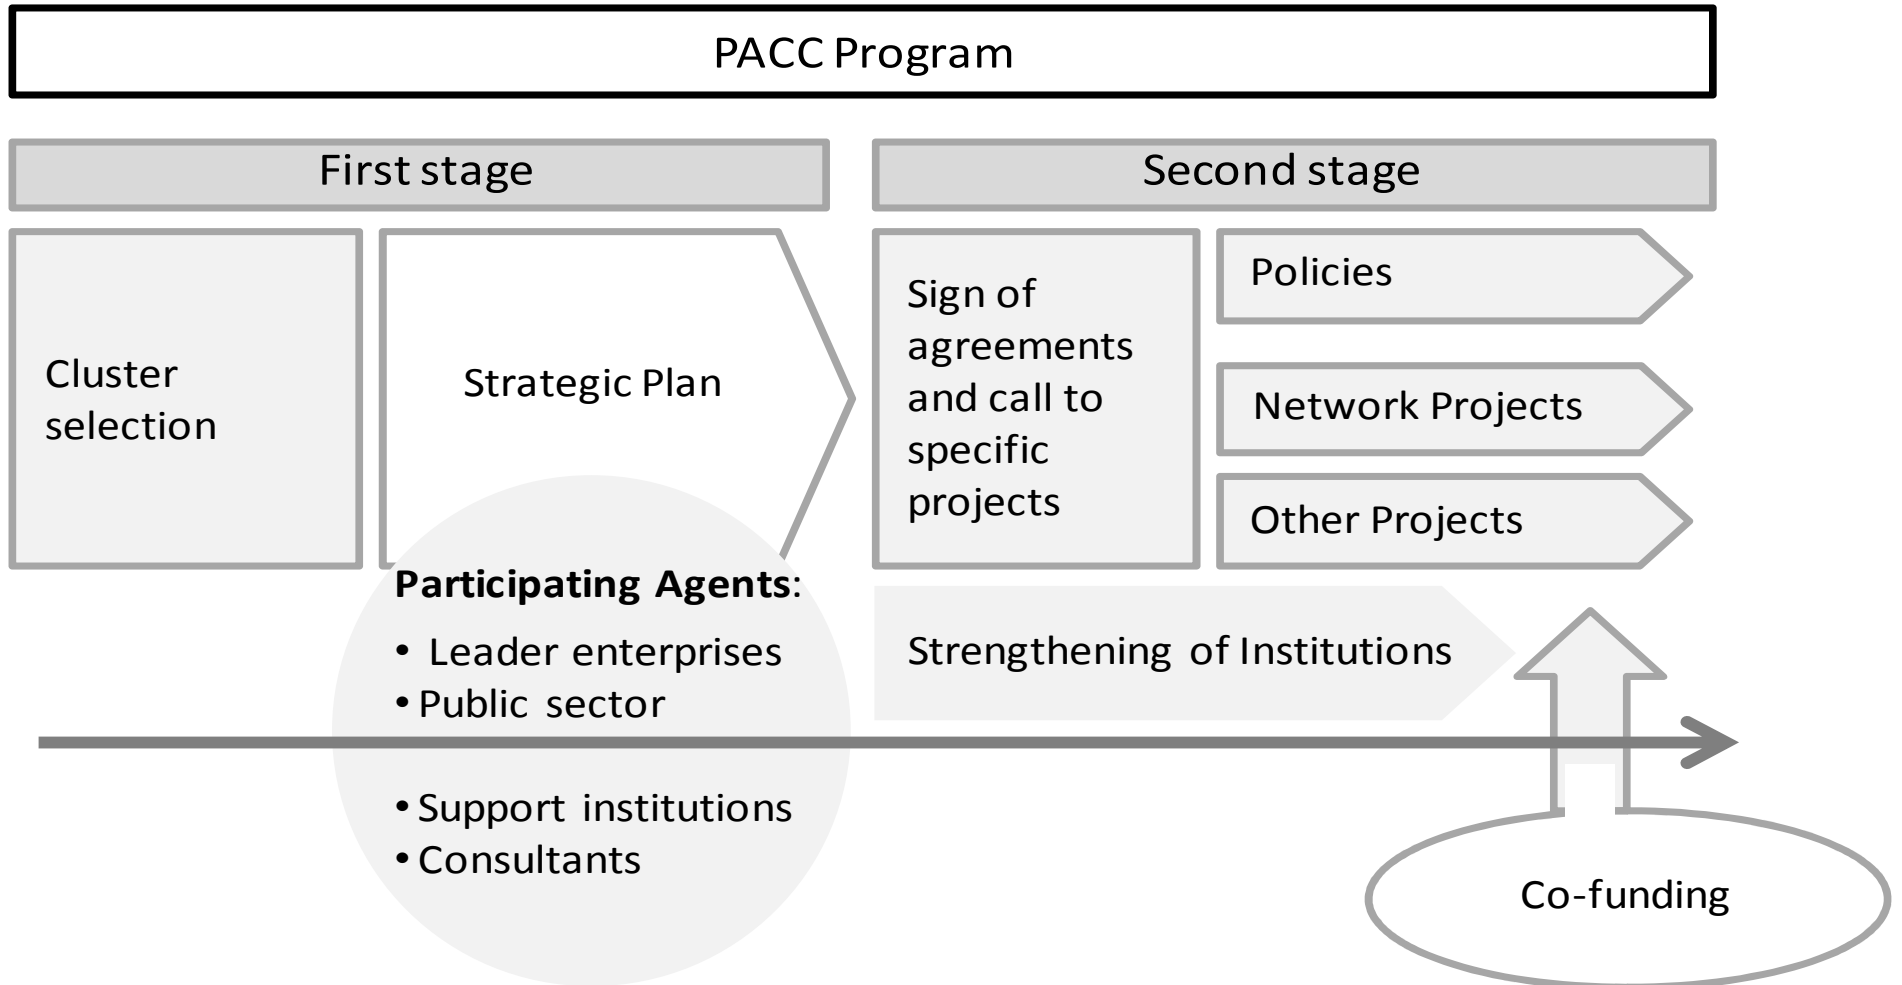 PACC Program
First stage
Second stage
Cluster
selection
Strategic Plan
Sign of
agreements
and call to
specific
projects
Policies
Network Projects
Other Projects
Participating Agents:
• Leader enterprises
• Public sector
• Support institutions
• Consultants
Strengthening of Institutions
Co-funding